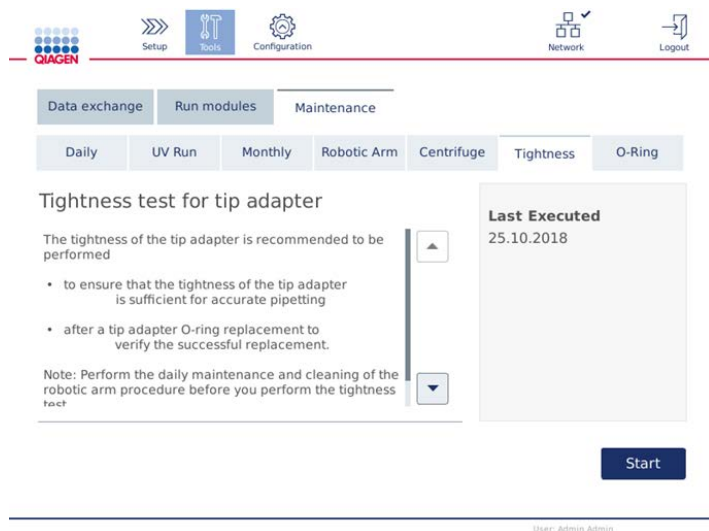 QIAGEN
Setup
Tools
Configuration
Network
Logout
Data exchange
Run modules
Maintenance
Daily
UV Run
Monthly
Robotic Arm
Centrifuge
Tightness
O-Ring
Tightness test for tip adapter
The tightness of the tip adapter is recommended to be
performed
• to ensure that the tightness of the tip adapter
is sufficient for accurate pipetting
• after a tip adapter O-ring replacement to
verify the successful replacement.
Note: Perform the daily maintenance and cleaning of the
robotic arm procedure before you perform the tightness
test
Last Executed
25.10.2018
Start
User: Admin Admin